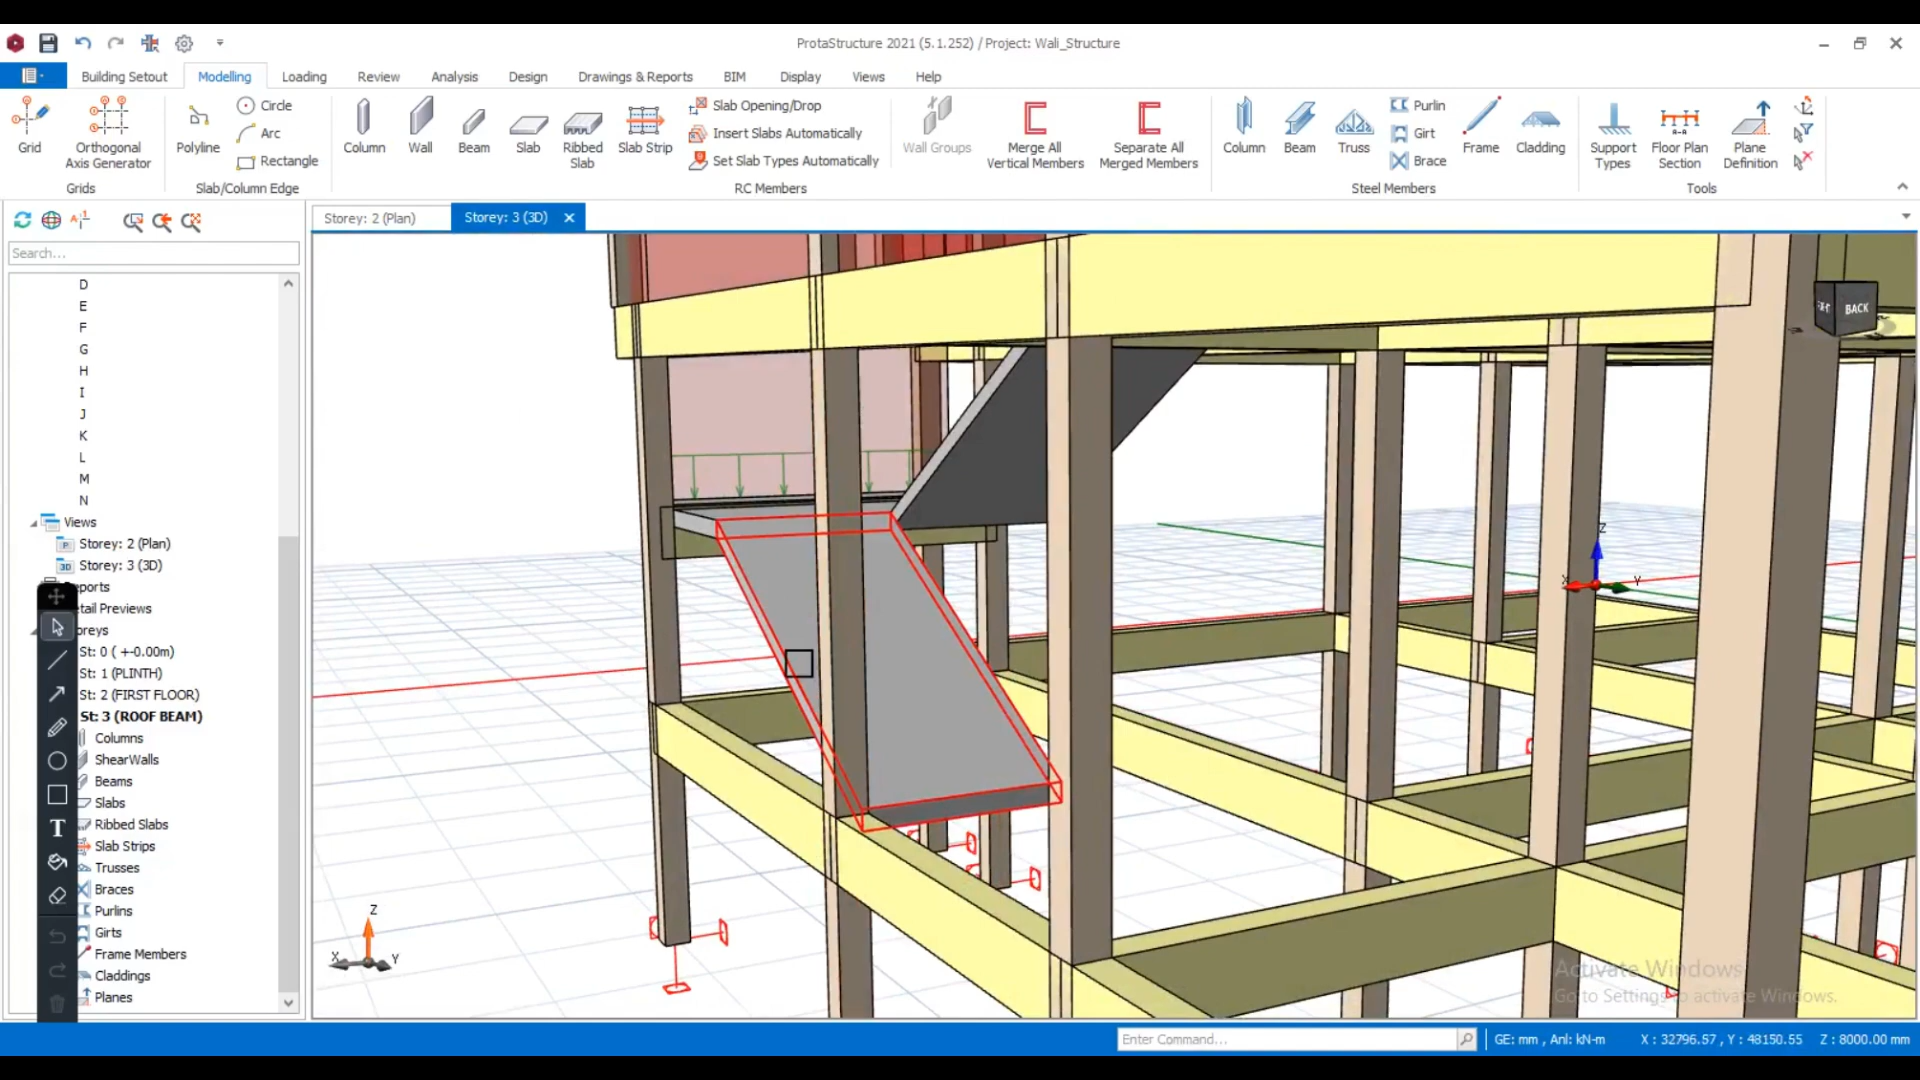 ProtaStructure 2021 (5.1.252) / Project: Wali_Structure
Building Setout
Modelling
Loading
Review
Analysis
Design
Drawings & Reports
BIM
Display
Views
Help
Grid
Orthogonal
Axis Generator
Grids
Polyline
Circle
Arc
Rectangle
Slab/Column Edge
Column
Wall
Beam
Slab
Ribbed
Slab
Slab Strip
Slab Opening/Drop
Insert Slabs Automatically
Set Slab Types Automatically
Wall Groups
Merge All
Vertical Members
Separate All
Merged Members
RC Members
Column
Beam
Truss
Purlin
Girt
Brace
Frame
Cladding
Steel Members
Support
Types
Floor Plan
Section
Plane
Definition
Tools
Storey: 2 (Plan)
Storey: 3 (3D)
Search...
D
E
F
G
H
I
J
K
L
M
N
Views
Storey: 2 (Plan)
Storey: 3 (3D)
eports
etail Previews
oreys
St: 0 ( +-0.00m)
St: 1 (PLINTH)
St: 2 (FIRST FLOOR)
St: 3 (ROOF BEAM)
Columns
ShearWalls
Beams
Slabs
Ribbed Slabs
Slab Strips
Trusses
Braces
Purlins
Girts
Frame Members
Claddings
Planes
T
BACK
Z
X
Y
Z
X
Y
Activate Windows
Go to Settings to activate Windows.
Enter Command...
GE: mm , Anl: kN-m
X : 32796.57 , Y : 48150.55
Z : 8000.00 mm